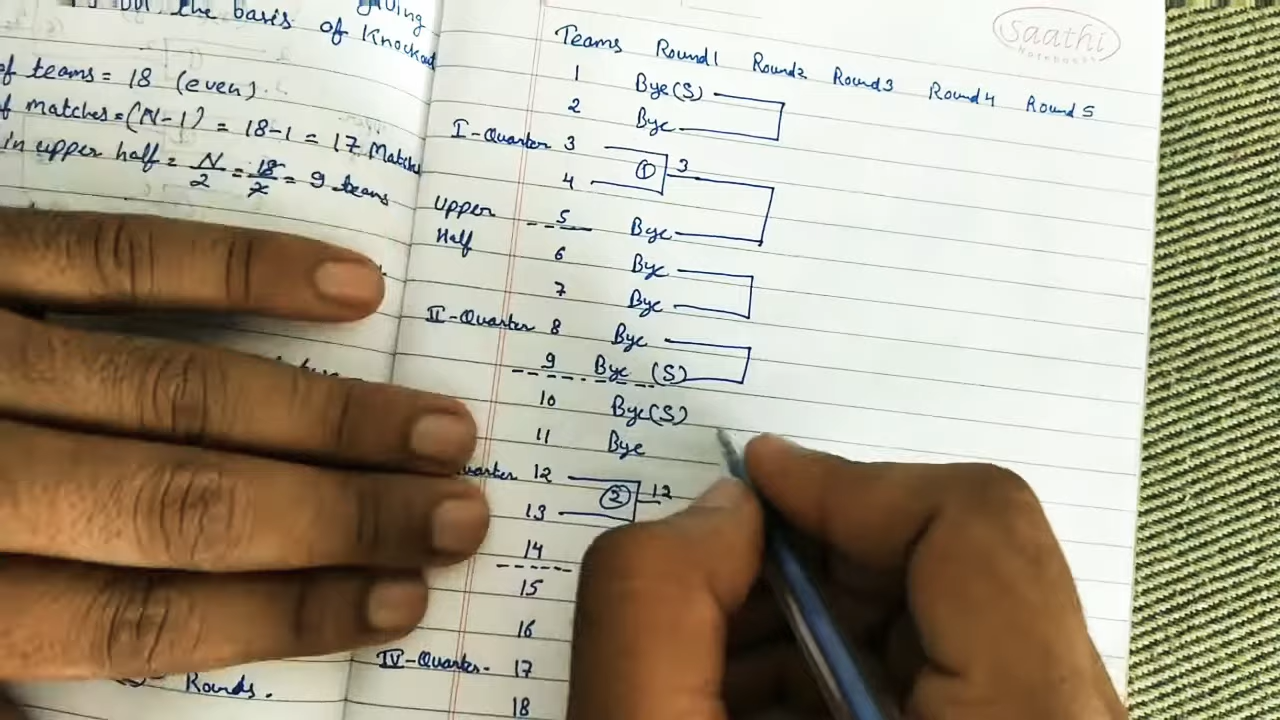 giving
the basis of Knockout
of teams = 18 (even).
of matches = (N-1) = 18-1 = 17 Matches
in upper half = N/2 = 18/2 = 9 teams
Rounds.
Saathi
Notebooks
Teams Round1 Round2 Round3 Round4 Round5
1 Bye(S)
2 Bye
I-Quarter 3 ① 3
4
Upper 5 Bye
Half 6 Bye
7 Bye
II-Quarter 8 Bye
9 Bye (S)
10 Bye(S)
11 Bye
Quarter 12 ② 12
13
14
15
16
IV-Quarter- 17
18